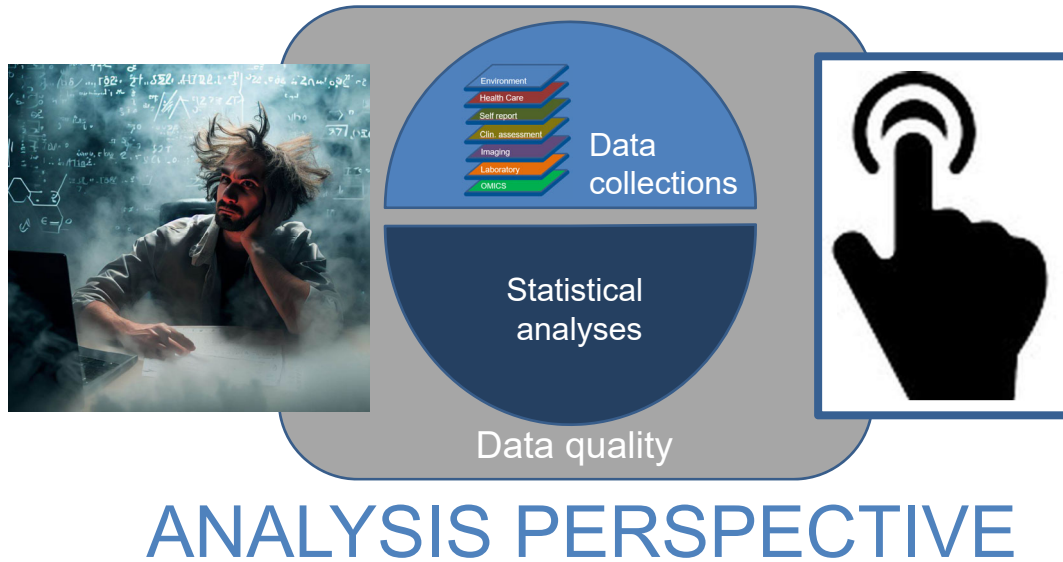 Environment
Health Care
Self report
Clin. assessment
Imaging
Laboratory
OMICS
Data
collections
Statistical
analyses
Data quality
ANALYSIS PERSPECTIVE